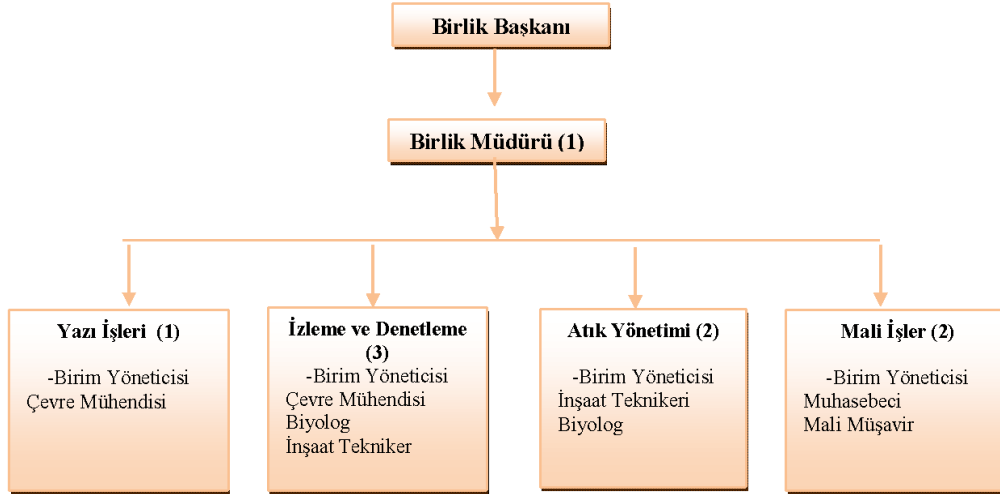 Birlik Başkanı
Birlik Müdürü (1)
Yazı İşleri (1)
-Birim Yöneticisi
Çevre Mühendisi
İzleme ve Denetleme
(3)
-Birim Yöneticisi
Çevre Mühendisi
Biyolog
İnşaat Tekniker
Atık Yönetimi (2)
-Birim Yöneticisi
İnşaat Teknikeri
Biyolog
Mali İşler (2)
-Birim Yöneticisi
Muhasebeci
Mali Müşavir